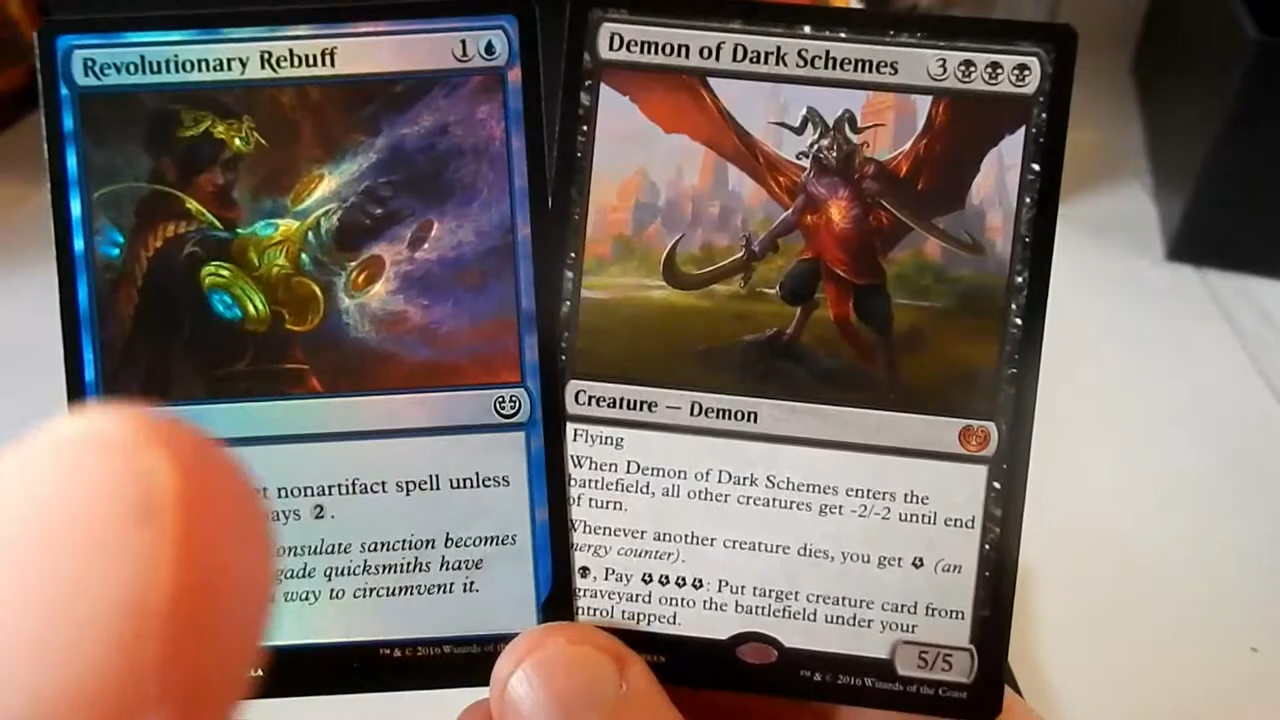 Revolutionary Rebuff 1
nonartifact spell unless
ays 2.
onsulate sanction becomes
gade quicksmiths have
way to circumvent it.
™ & © 2016 Wizards of th
Demon of Dark Schemes 3
Creature — Demon
Flying
When Demon of Dark Schemes enters the
battlefield, all other creatures get -2/-2 until end
of turn.
Whenever another creature dies, you get (an
nergy counter).
, Pay : Put target creature card from
graveyard onto the battlefield under your
ntrol tapped.
5/5
™ & © 2016 Wizards of the Coast